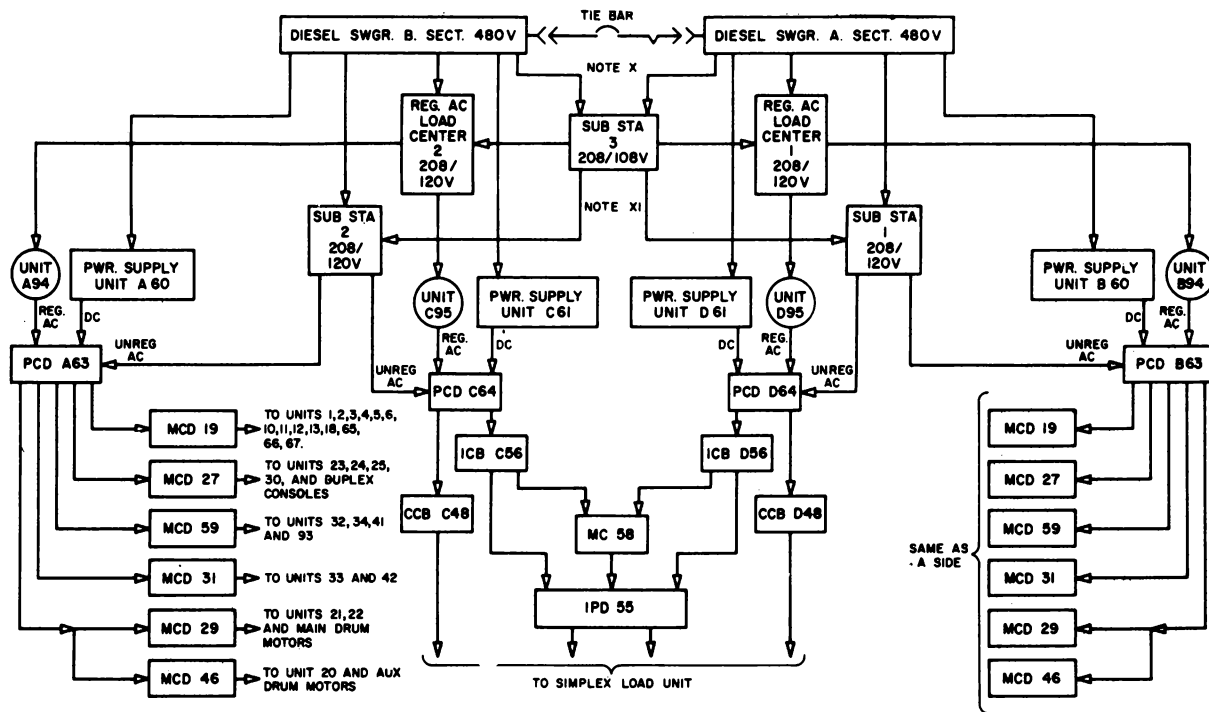 TIE BAR
DIESEL SWGR. B. SECT. 480V
DIESEL SWGR. A. SECT. 480V
NOTE X
REG. AC
LOAD
CENTER
2
208/
120V
SUB STA
3
208/108V
REG. AC
LOAD
CENTER
1
208/
120V
NOTE XI
SUB STA
2
208/
120V
SUB STA
1
208/
120V
UNIT
A94
PWR. SUPPLY
UNIT A60
UNIT
C95
PWR. SUPPLY
UNIT C61
PWR. SUPPLY
UNIT D61
UNIT
D95
PWR. SUPPLY
UNIT B60
UNIT
B94
REG.
AC
DC
REG.
AC
DC
DC
REG.
AC
DC
REG.
AC
UNREG
AC
UNREG
AC
UNREG
AC
UNREG
AC
PCD A63
PCD C64
PCD D64
PCD B63
MCD 19
TO UNITS 1,2,3,4,5,6,
10,11,12,13,18,65,
66,67.
MCD 27
TO UNITS 23,24,25,
30, AND BUPLEX
CONSOLES
MCD 59
TO UNITS 32,34,41
AND 93
MCD 31
TO UNITS 33 AND 42
MCD 29
TO UNITS 21,22
AND MAIN DRUM
MOTORS
MCD 46
TO UNIT 20 AND AUX
DRUM MOTORS
ICB C56
ICB D56
CCB C48
MC 58
CCB D48
IPD 55
TO SIMPLEX LOAD UNIT
SAME AS
A SIDE
MCD 19
MCD 27
MCD 59
MCD 31
MCD 29
MCD 46